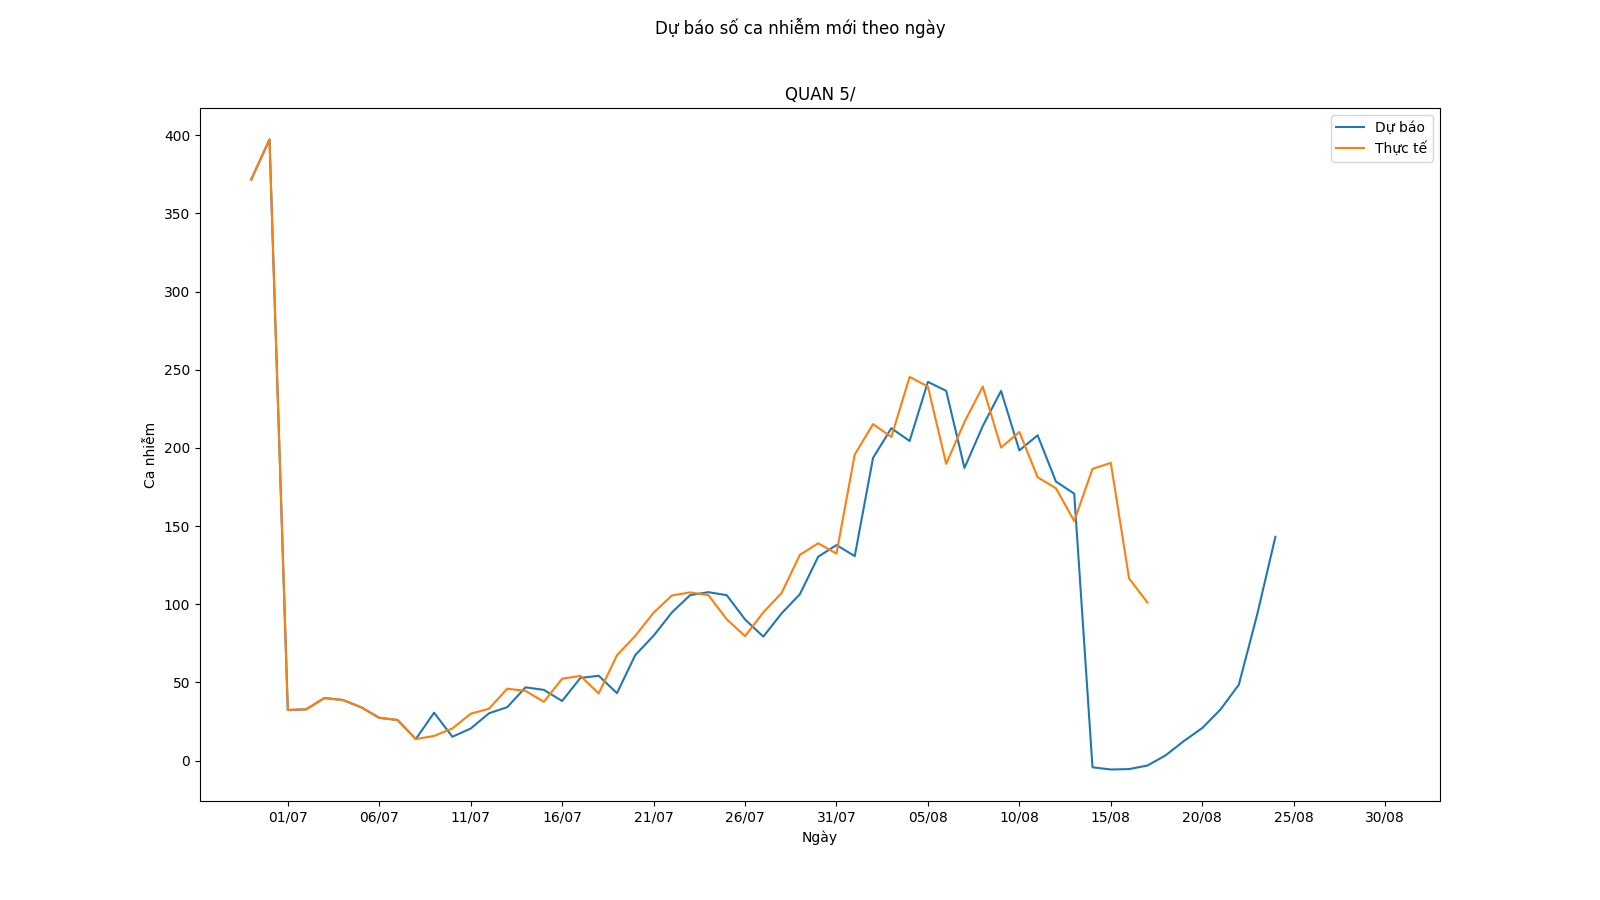 Dự báo số ca nhiễm mới theo ngày
QUAN 5/
Dự báo
Thực tế
400
350
300
250
200
150
100
50
0
Ca nhiễm
01/07 06/07 11/07 16/07 21/07 26/07 31/07 05/08 10/08 15/08 20/08 25/08 30/08
Ngày